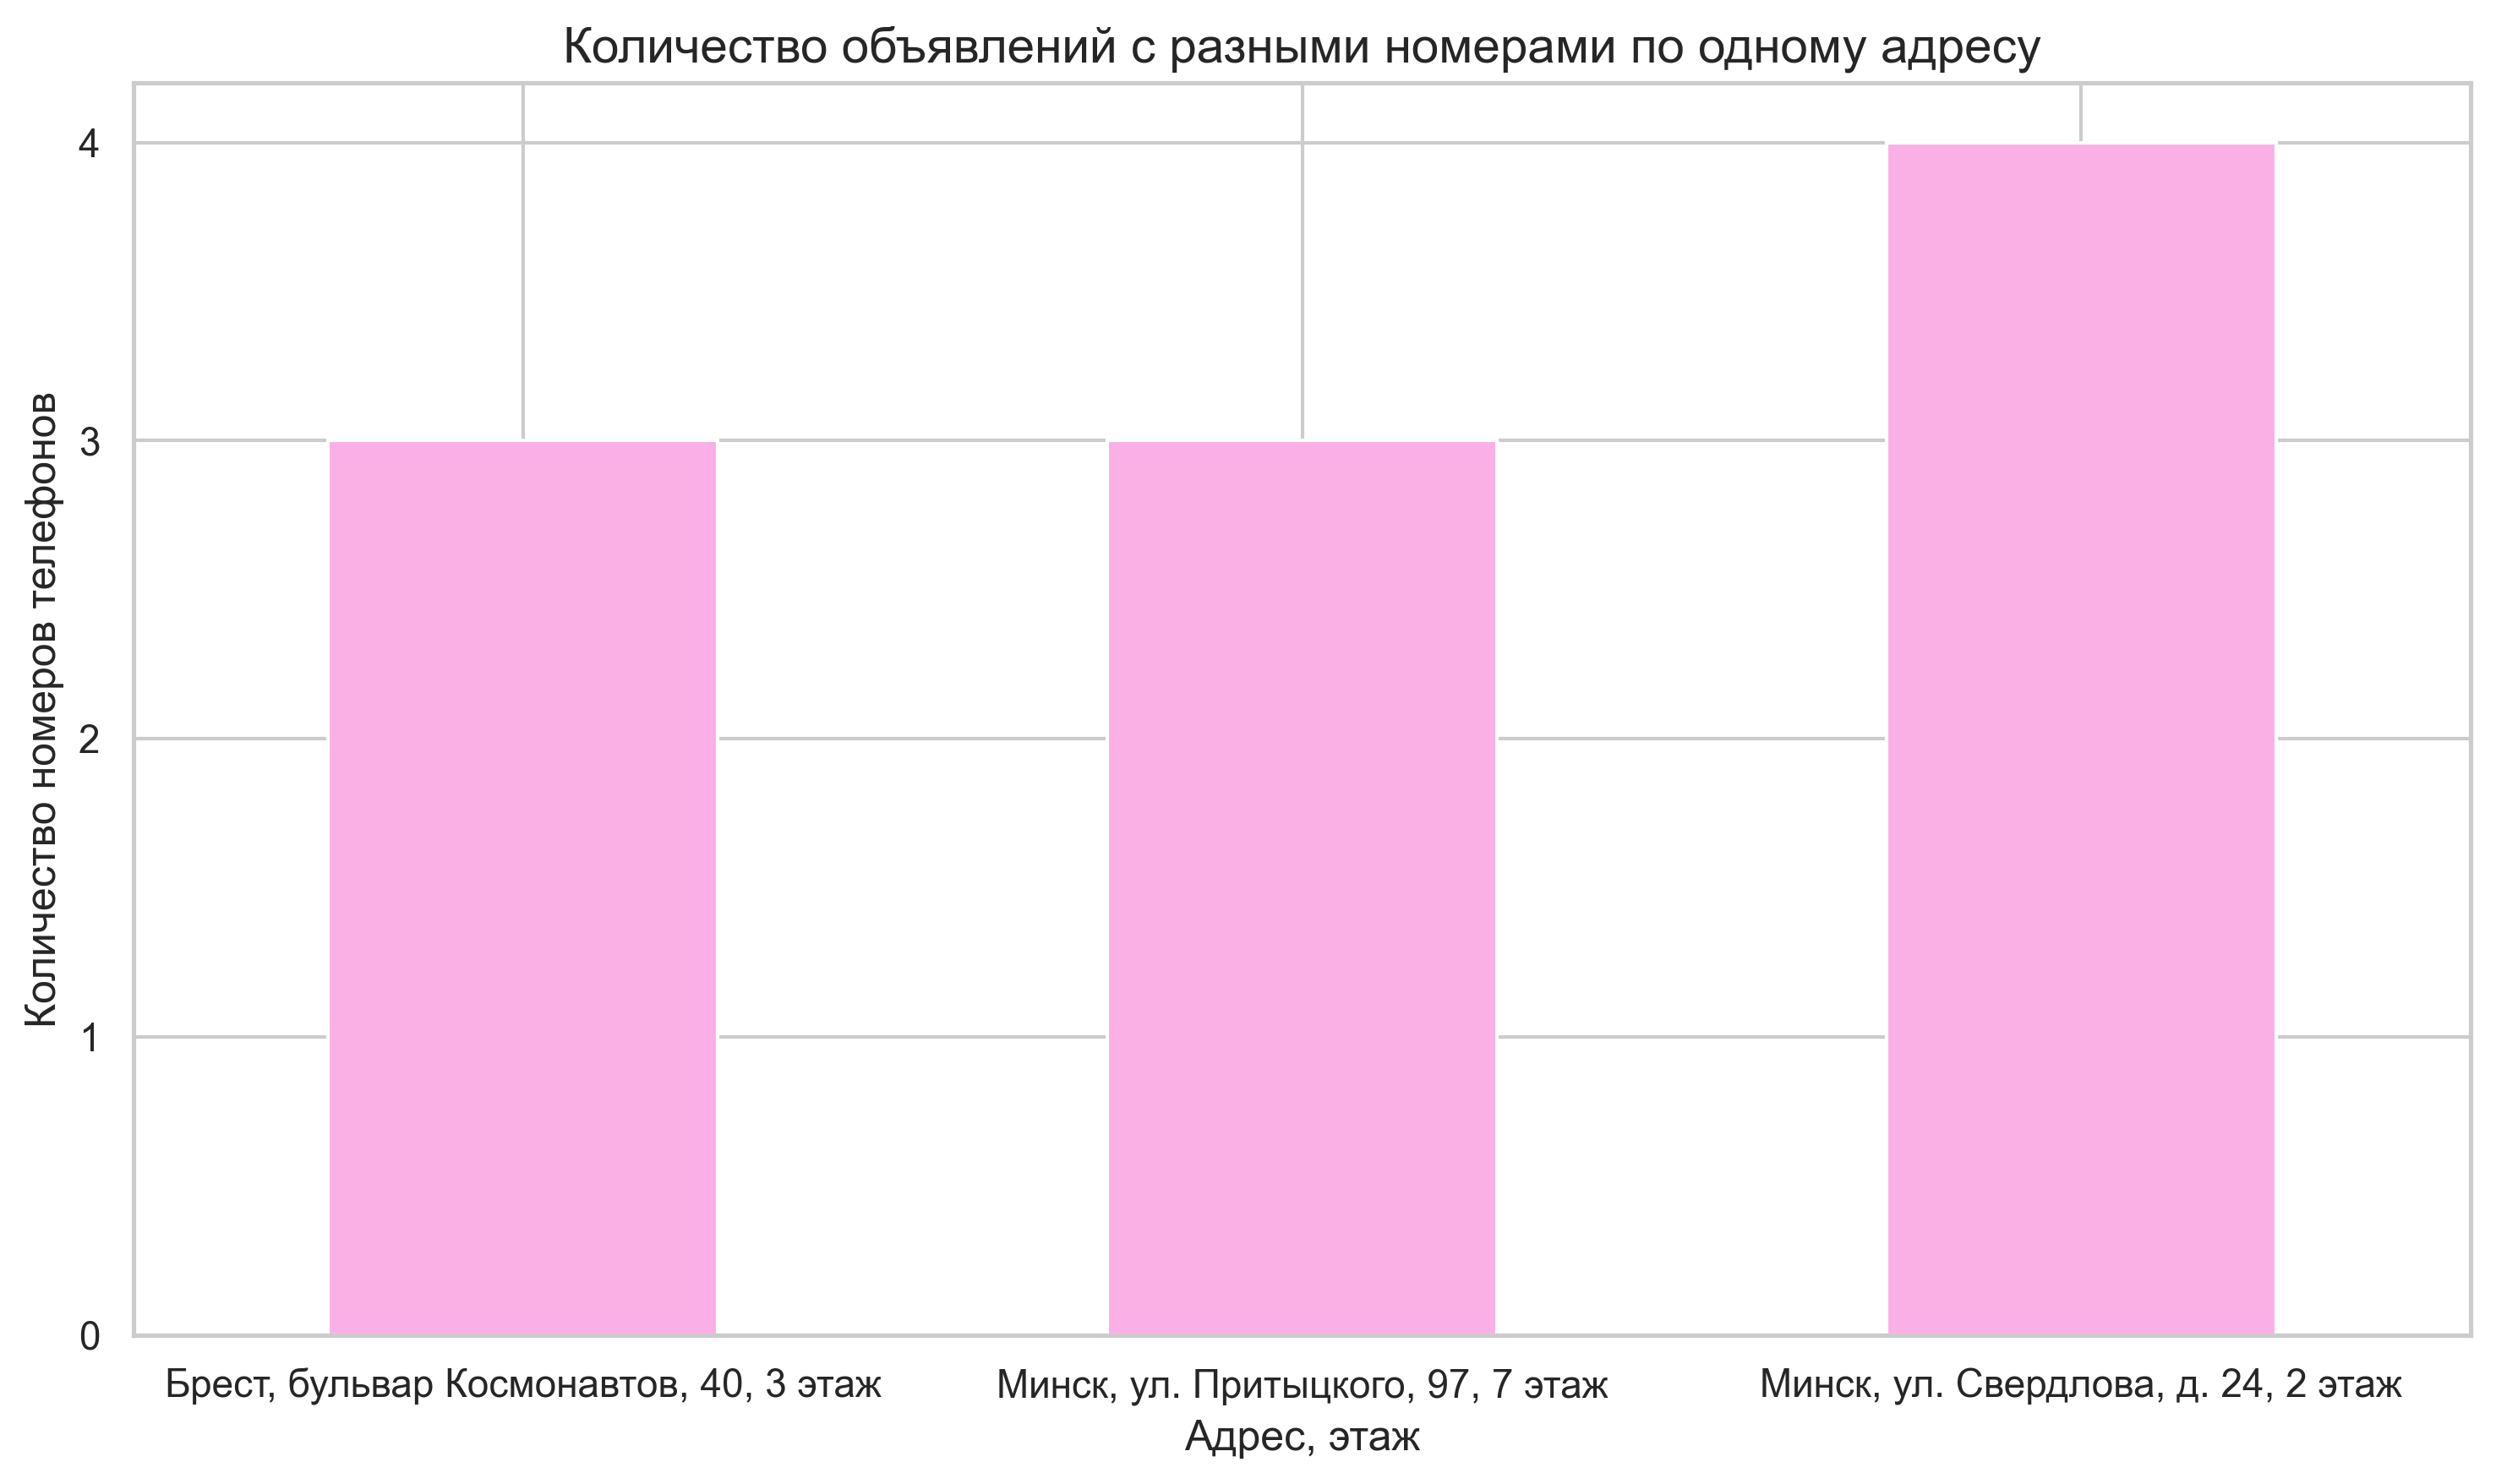 Количество объявлений с разными номерами по одному адресу
Количество номеров телефонов
4
3
2
1
0
Брест, бульвар Космонавтов, 40, 3 этаж
Минск, ул. Притыцкого, 97, 7 этаж
Минск, ул. Свердлова, д. 24, 2 этаж
Адрес, этаж